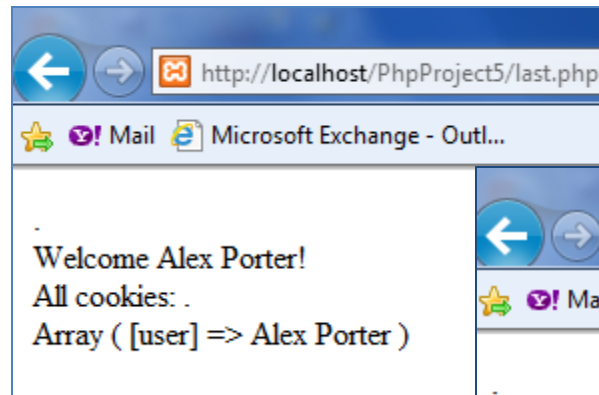 http://localhost/PhpProject5/last.php
Y! Mail Microsoft Exchange - Outl...
.
Welcome Alex Porter!
All cookies: .
Array ( [user] => Alex Porter )
Y! Ma
.